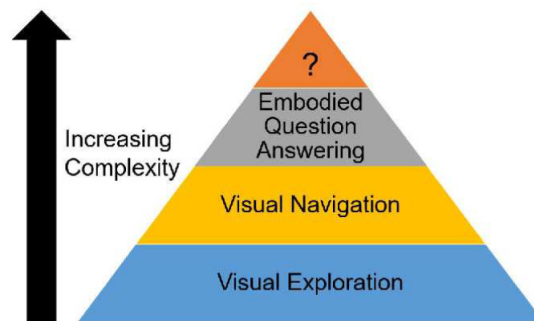 ?
Embodied
Question
Answering
Increasing
Complexity
Visual Navigation
Visual Exploration